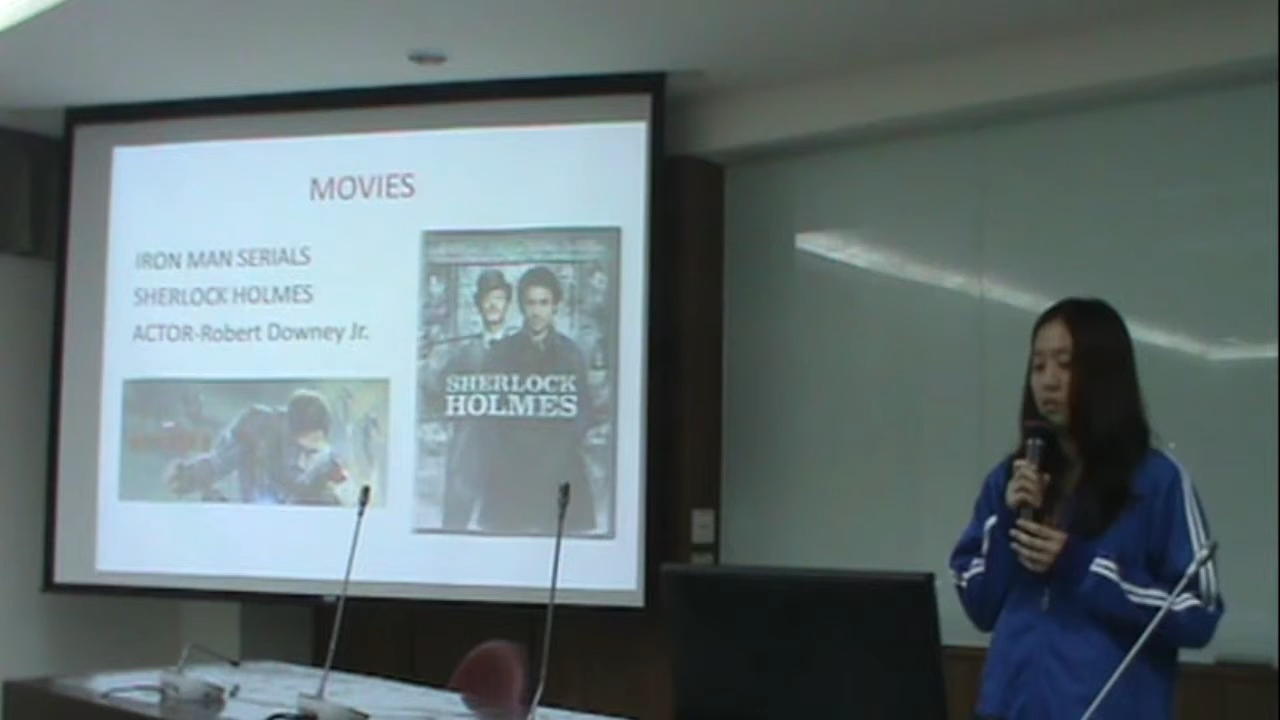 MOVIES
IRON MAN SERIALS
SHERLOCK HOLMES
ACTOR-Robert Downey Jr.
SHERLOCK
HOLMES